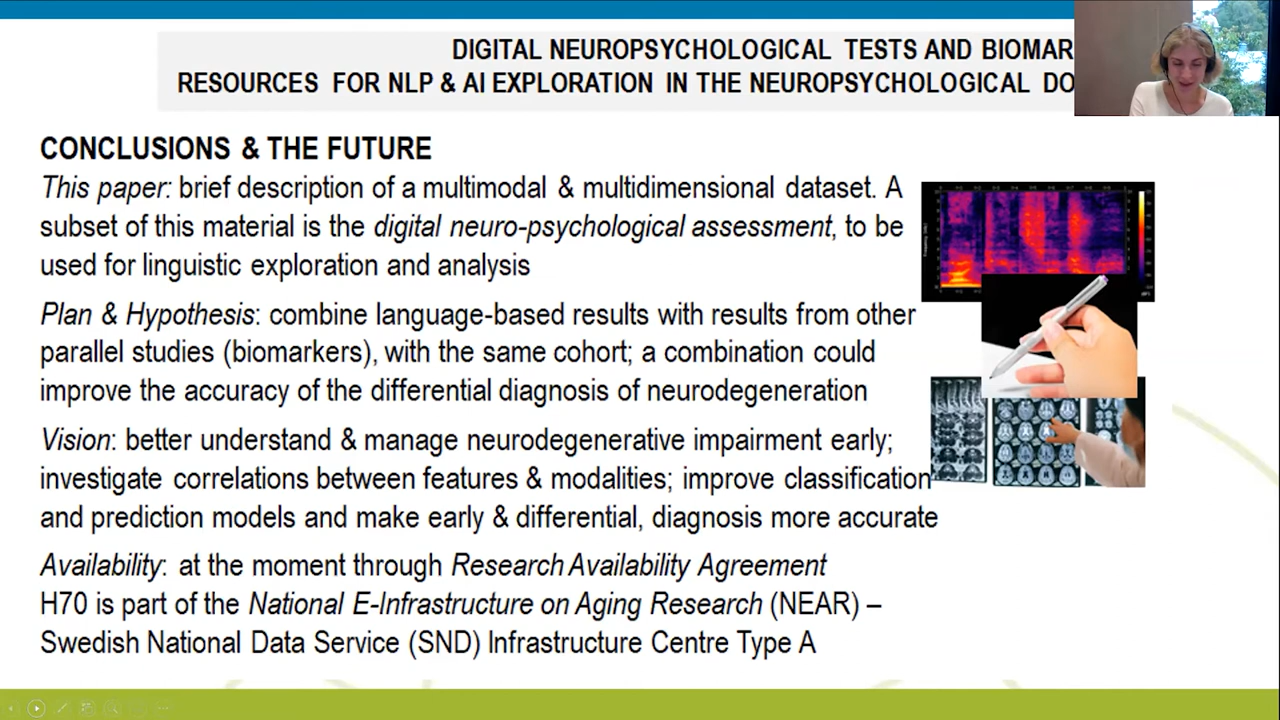 DIGITAL NEUROPSYCHOLOGICAL TESTS AND BIOMAR
RESOURCES FOR NLP & AI EXPLORATION IN THE NEUROPSYCHOLOGICAL DO
CONCLUSIONS & THE FUTURE
This paper: brief description of a multimodal & multidimensional dataset. A
subset of this material is the digital neuro-psychological assessment, to be
used for linguistic exploration and analysis
Plan & Hypothesis: combine language-based results with results from other
parallel studies (biomarkers), with the same cohort; a combination could
improve the accuracy of the differential diagnosis of neurodegeneration
Vision: better understand & manage neurodegenerative impairment early;
investigate correlations between features & modalities; improve classification
and prediction models and make early & differential, diagnosis more accurate
Availability: at the moment through Research Availability Agreement
H70 is part of the National E-Infrastructure on Aging Research (NEAR) –
Swedish National Data Service (SND) Infrastructure Centre Type A